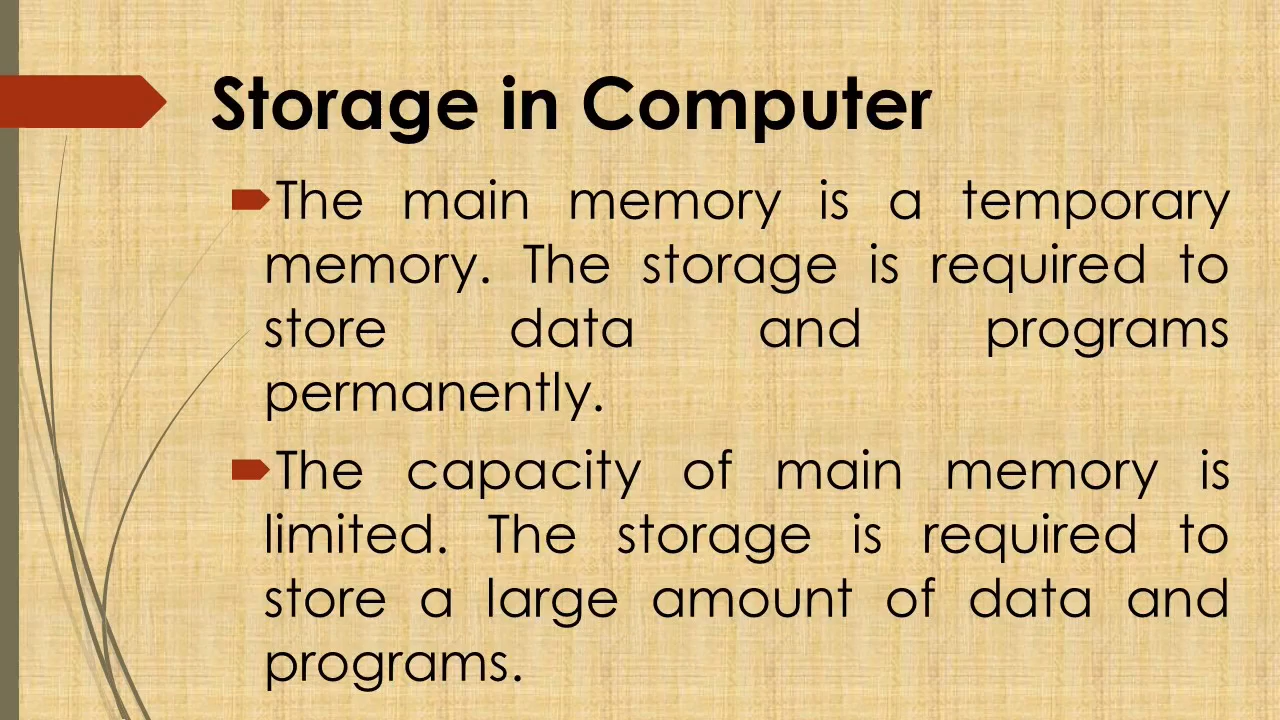 Storage in Computer
The main memory is a temporary
memory. The storage is required to
store data and programs
permanently.
The capacity of main memory is
limited. The storage is required to
store a large amount of data and
programs.